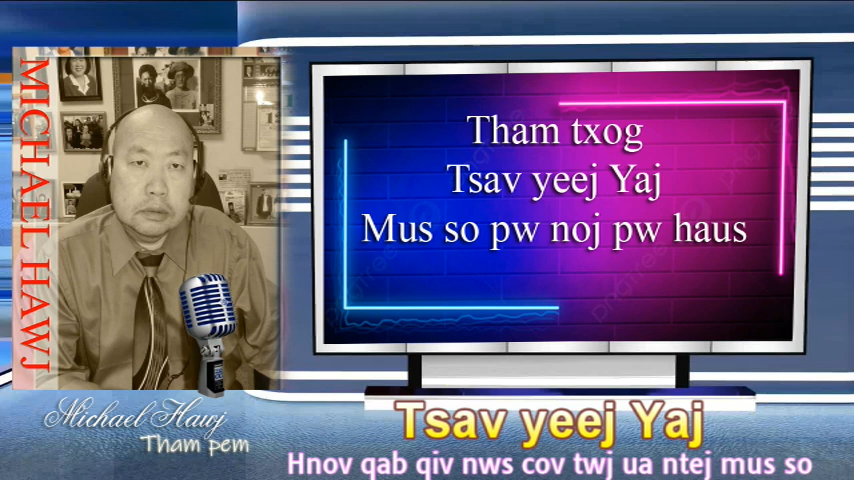 MICHAEL HAWJ
Tham txog
Tsav yeej Yaj
Mus so pw noj pw haus
Michael Hawj
Tham pem
Tsav yeej Yaj
Hnov qab qiv nws cov twj ua ntej mus so